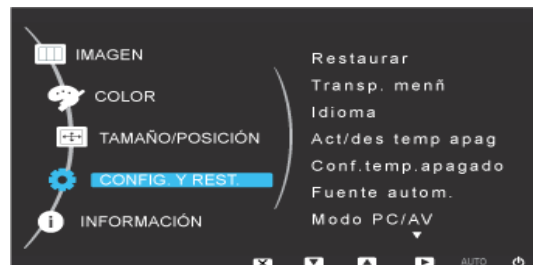 IMAGEN
COLOR
TAMAÑO/POSICIÓN
CONFIG. Y REST.
INFORMACIÓN
Restaurar
Transp. menñ
Idioma
Act/des temp apag
Conf.temp.apagado
Fuente autom.
Modo PC/AV
AUTO